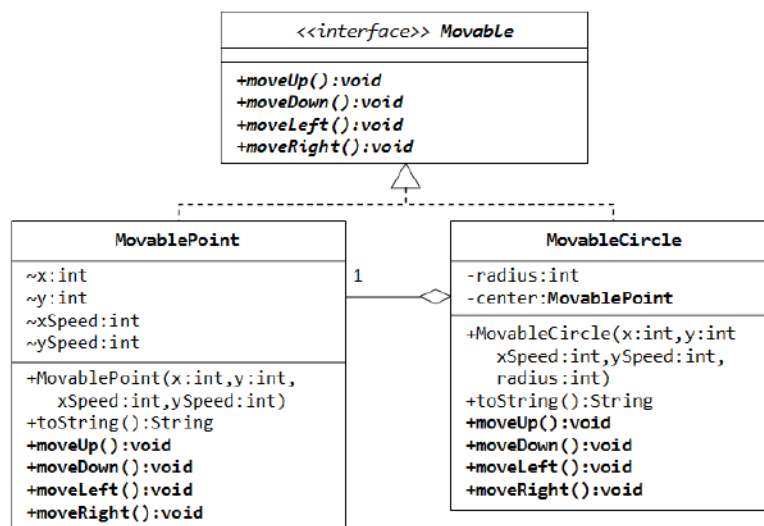 <<interface>> Movable
+moveUp():void
+moveDown():void
+moveLeft():void
+moveRight():void
MovablePoint
~x:int
~y:int
~xSpeed:int
~ySpeed:int
+MovablePoint(x:int,y:int,
xSpeed:int,ySpeed:int)
+toString():String
+moveUp():void
+moveDown():void
+moveLeft():void
+moveRight():void
1
MovableCircle
-radius:int
-center:MovablePoint
+MovableCircle(x:int,y:int
xSpeed:int,ySpeed:int,
radius:int)
+toString():String
+moveUp():void
+moveDown():void
+moveLeft():void
+moveRight():void